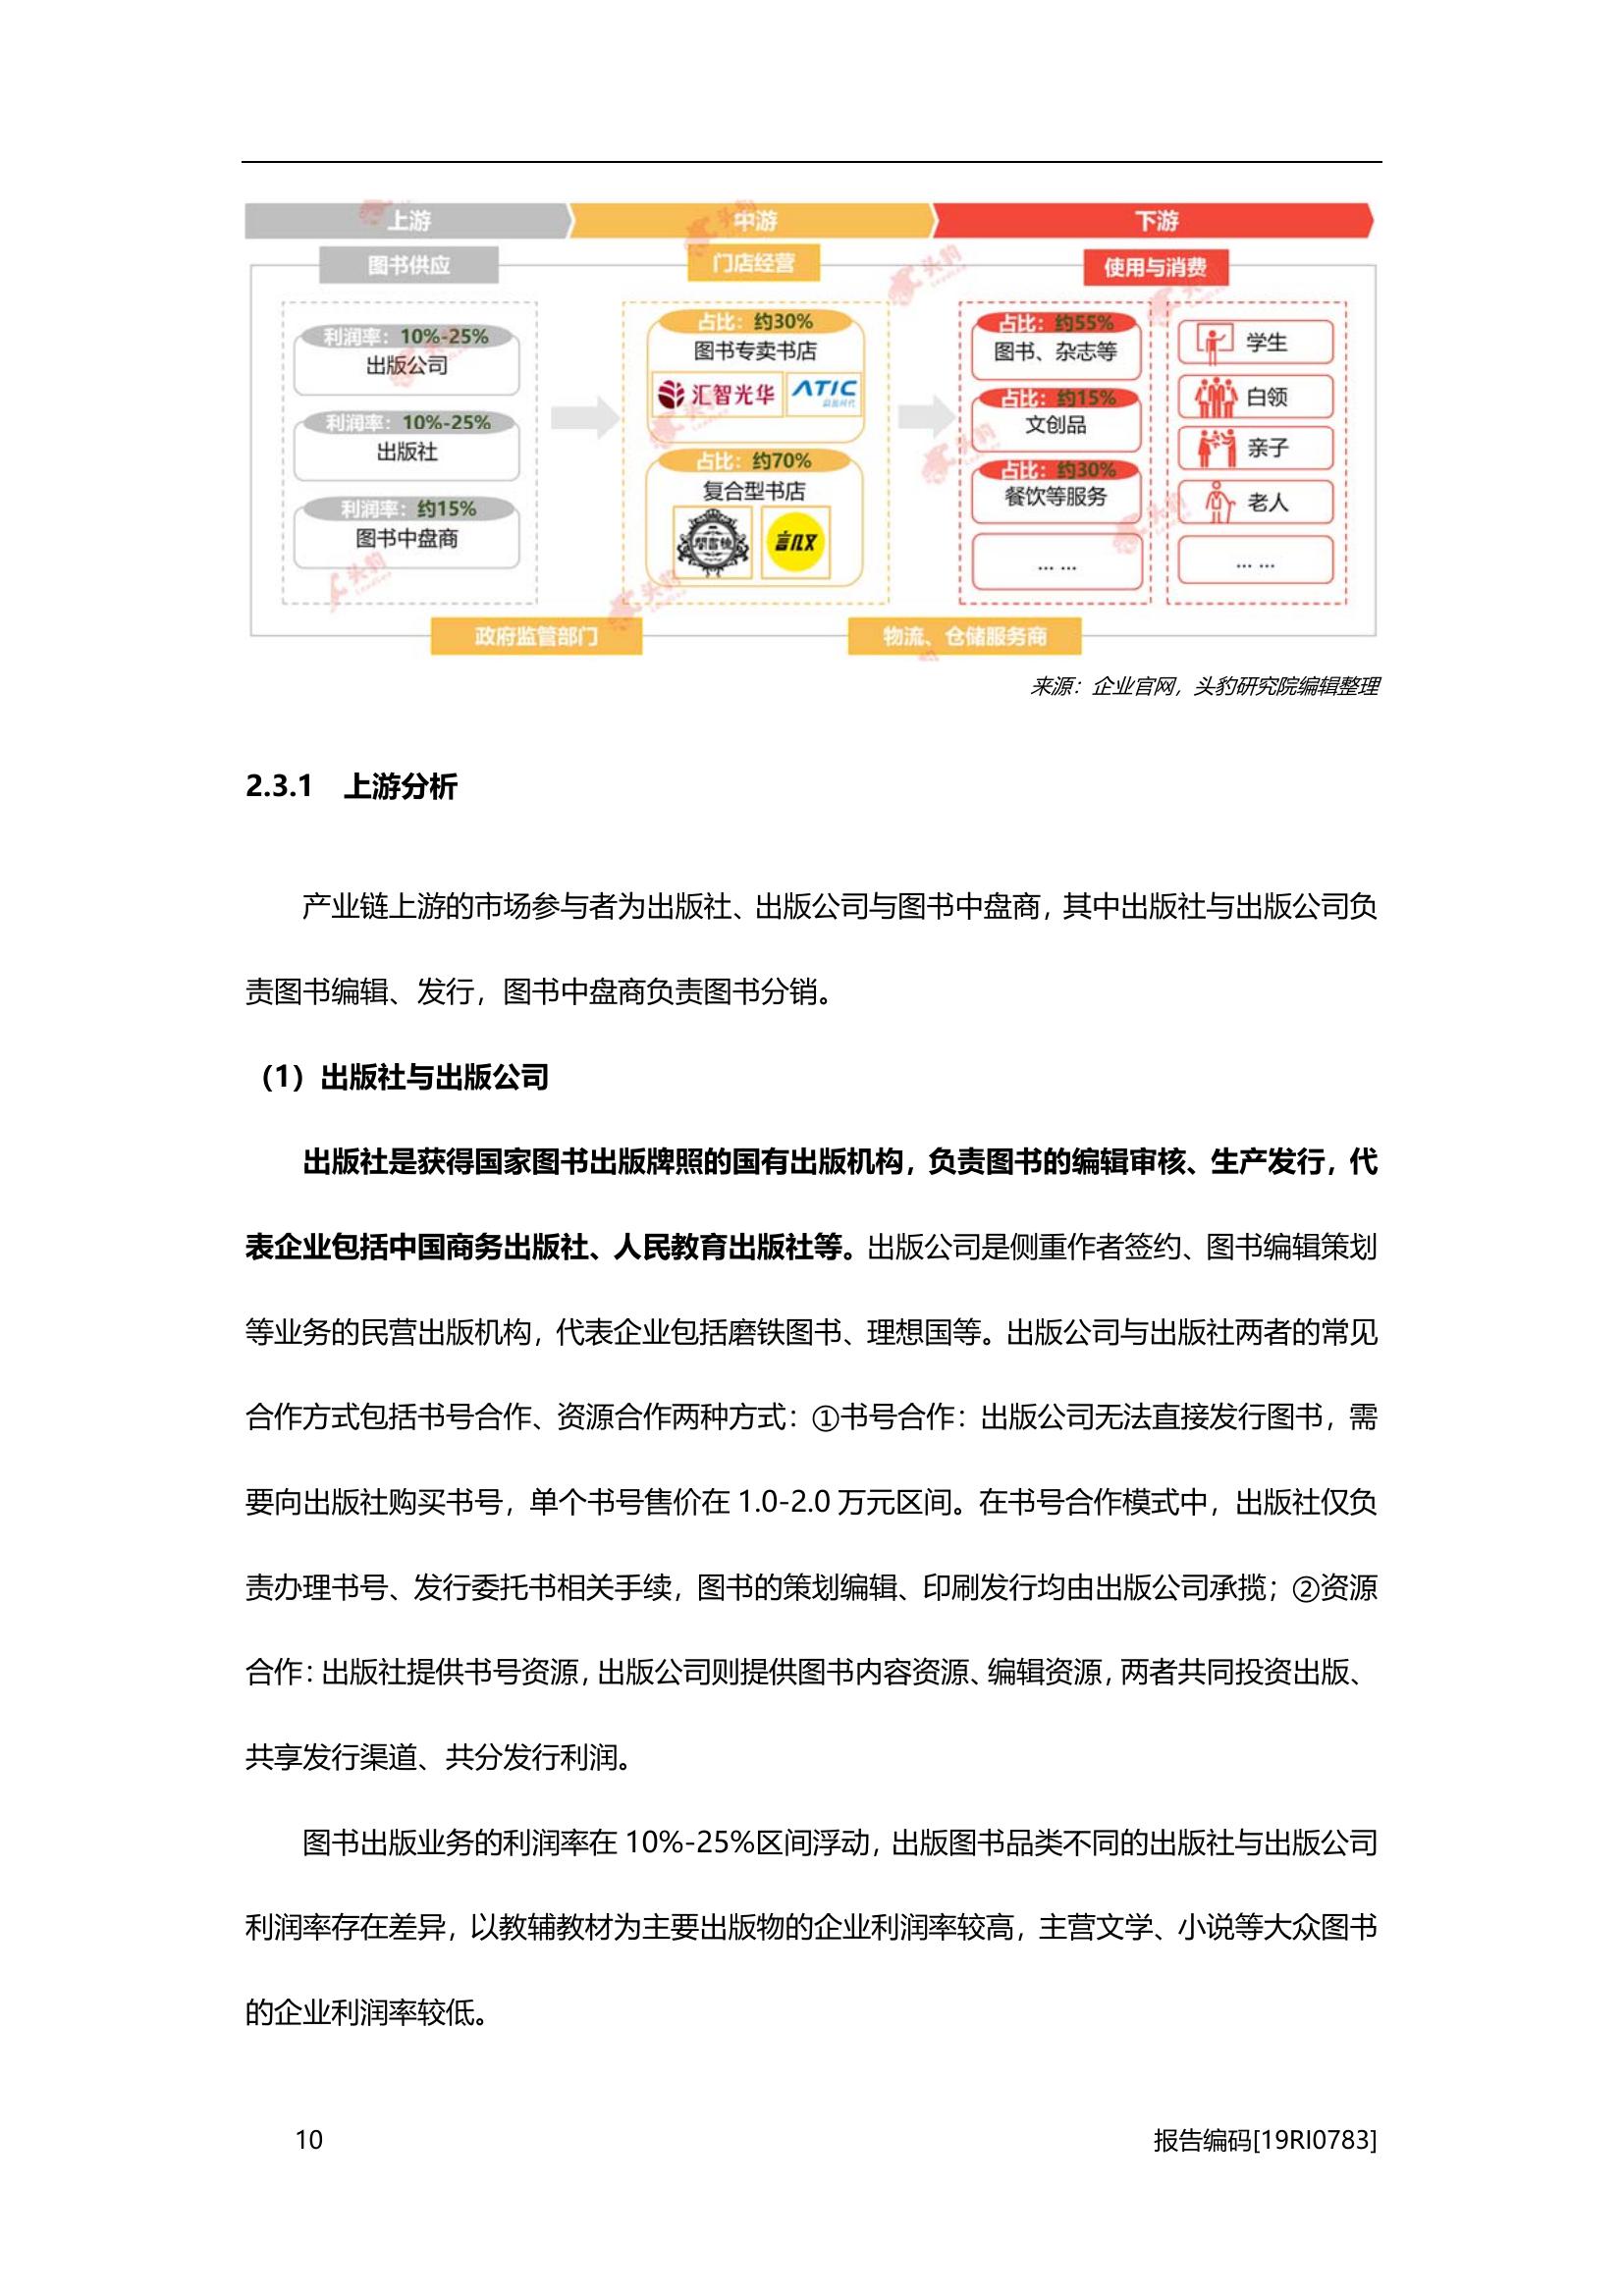 上游
中游
下游
图书供应
门店经营
使用与消费
利润率：10%-25%
出版公司
利润率：10%-25%
出版社
利润率：约15%
图书中盘商
占比：约30%
图书专卖书店
汇智光华
ATIC
占比：约70%
复合型书店
言几又
占比：约55%
图书、杂志等
占比：约15%
文创品
占比：约30%
餐饮等服务
... ...
学生
白领
亲子
老人
... ...
政府监管部门
物流、仓储服务商
来源：企业官网，头豹研究院编辑整理
2.3.1 上游分析
产业链上游的市场参与者为出版社、出版公司与图书中盘商，其中出版社与出版公司负
责图书编辑、发行，图书中盘商负责图书分销。
（1）出版社与出版公司
出版社是获得国家图书出版牌照的国有出版机构，负责图书的编辑审核、生产发行，代
表企业包括中国商务出版社、人民教育出版社等。出版公司是侧重作者签约、图书编辑策划
等业务的民营出版机构，代表企业包括磨铁图书、理想国等。出版公司与出版社两者的常见
合作方式包括书号合作、资源合作两种方式：①书号合作：出版公司无法直接发行图书，需
要向出版社购买书号，单个书号售价在 1.0-2.0 万元区间。在书号合作模式中，出版社仅负
责办理书号、发行委托书相关手续，图书的策划编辑、印刷发行均由出版公司承揽；②资源
合作：出版社提供书号资源，出版公司则提供图书内容资源、编辑资源，两者共同投资出版、
共享发行渠道、共分发行利润。
图书出版业务的利润率在 10%-25%区间浮动，出版图书品类不同的出版社与出版公司
利润率存在差异，以教辅教材为主要出版物的企业利润率较高，主营文学、小说等大众图书
的企业利润率较低。
10
报告编码[19RI0783]